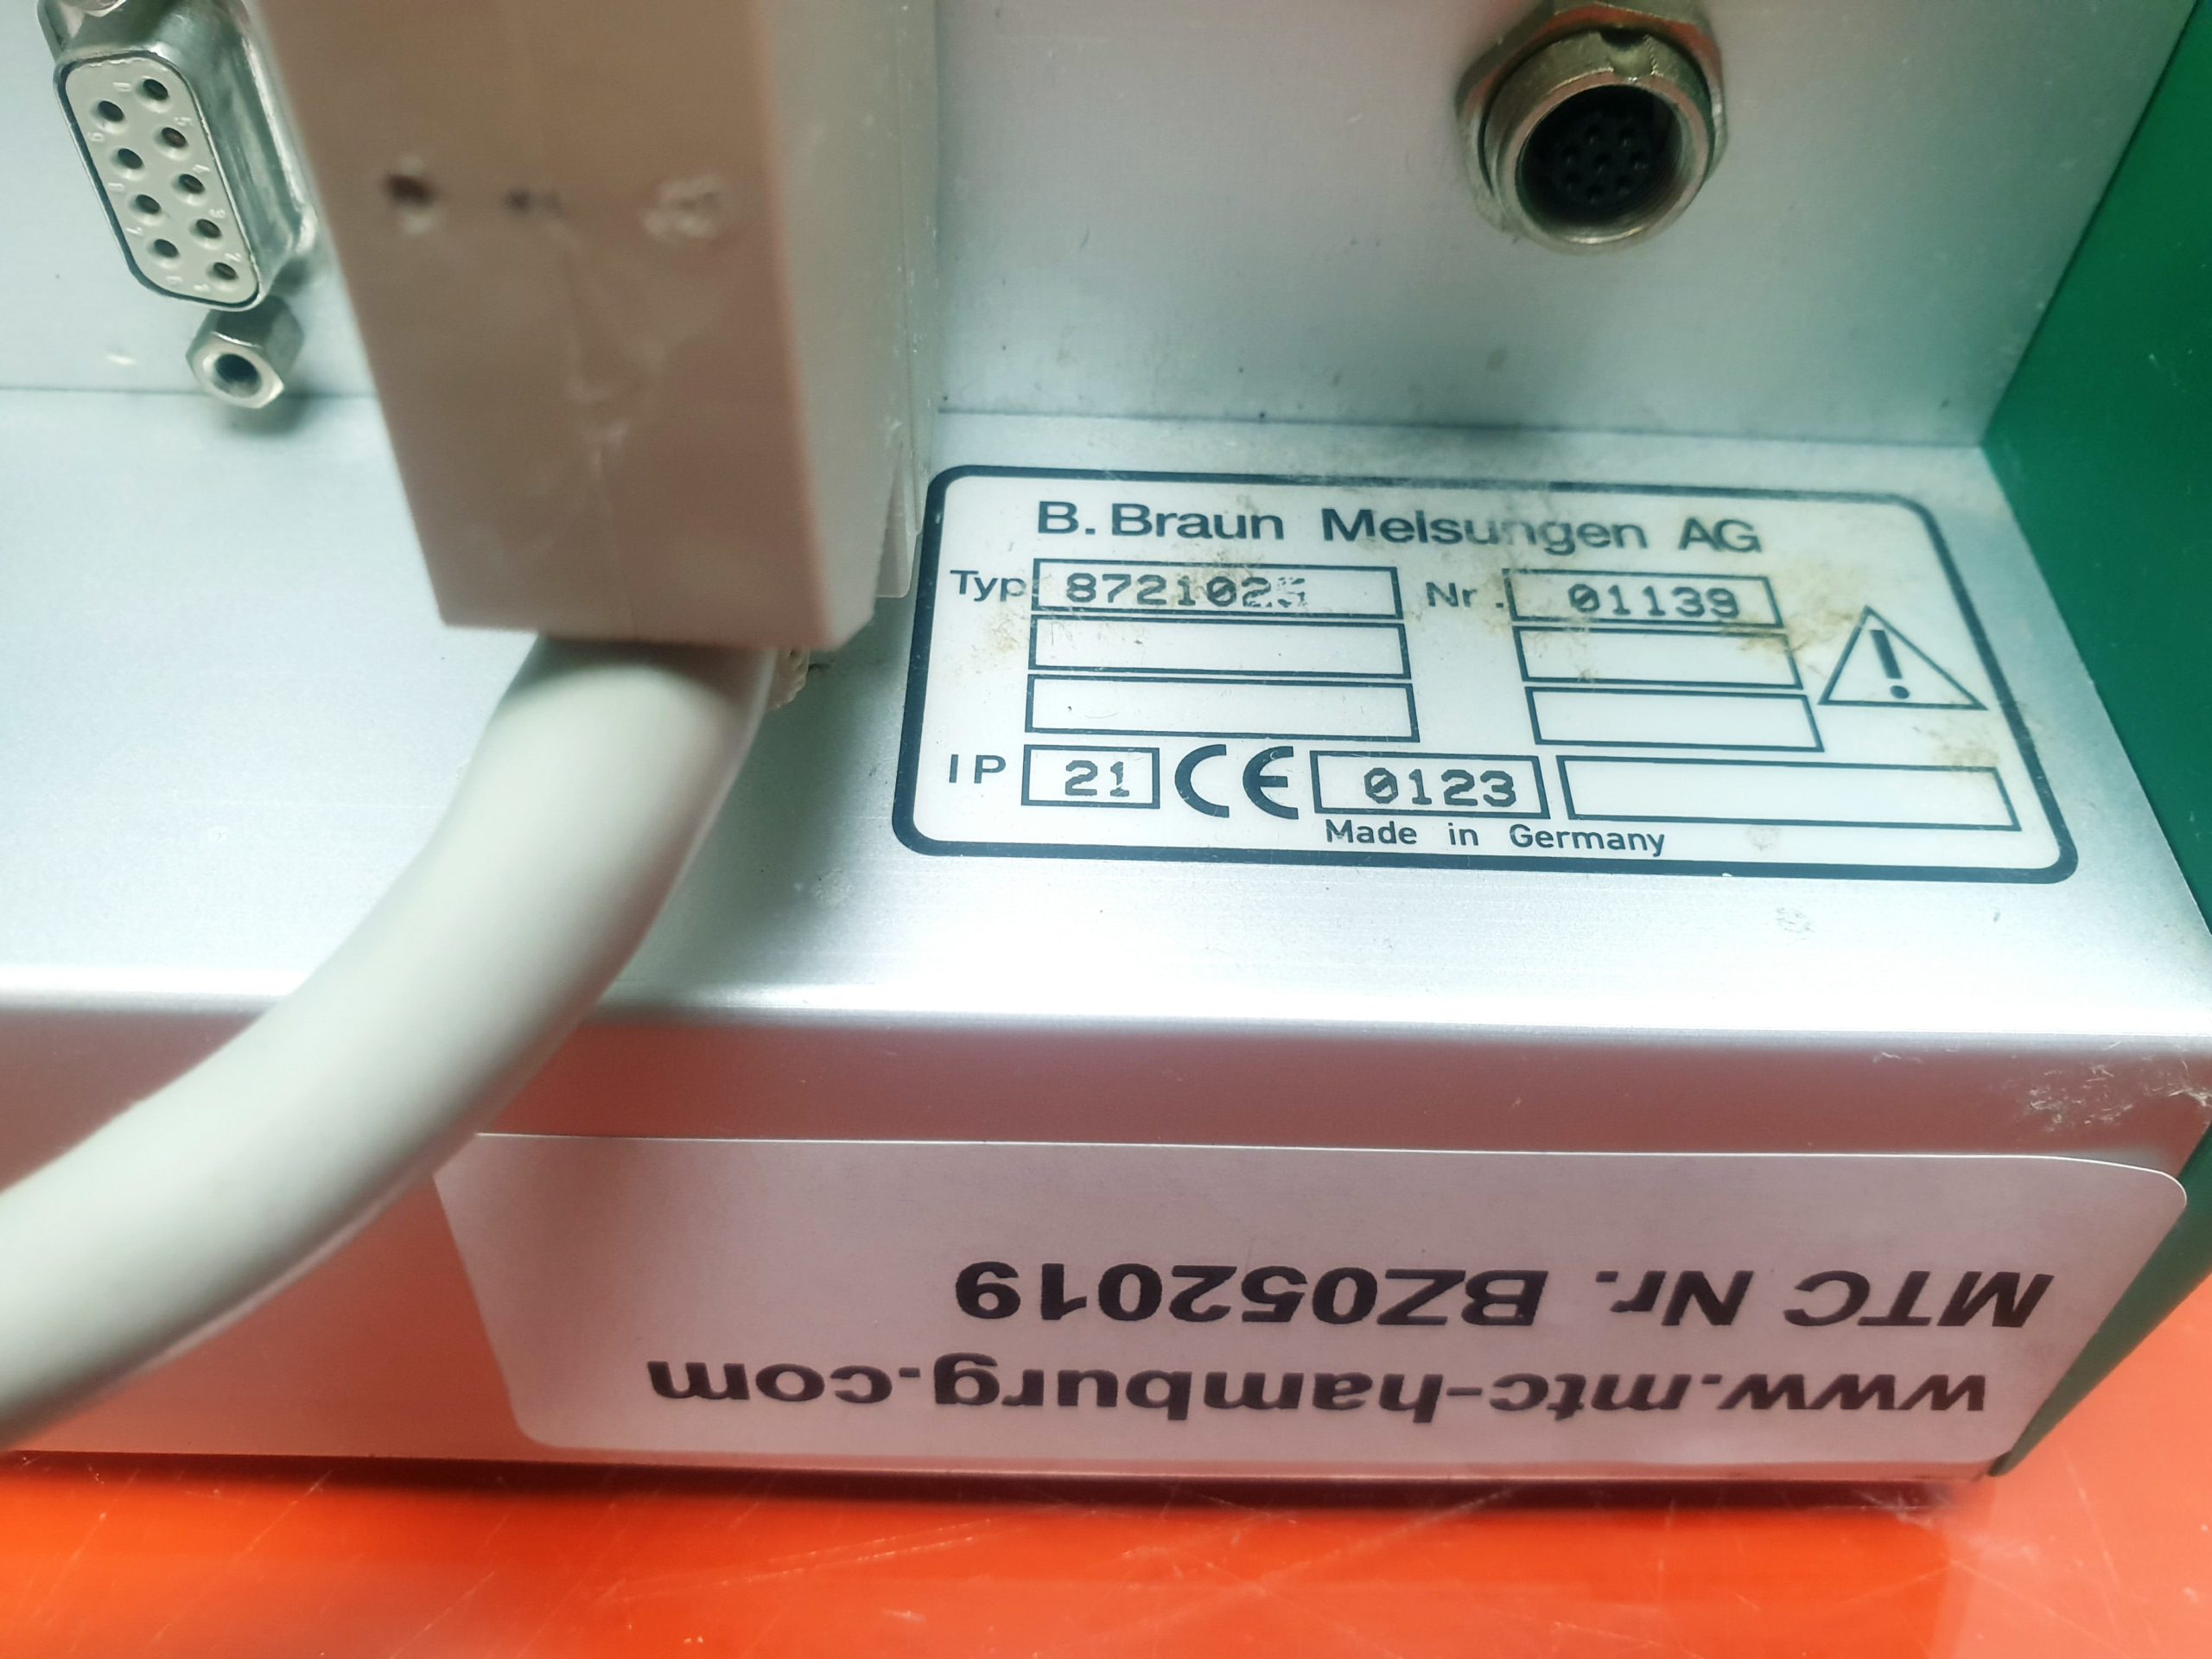 B. Braun Melsungen AG
Typ Nr. 01139
IP 21 CE 0123
Made in Germany
MTC Nr. BZ052019
www.mtc-hamburg.com